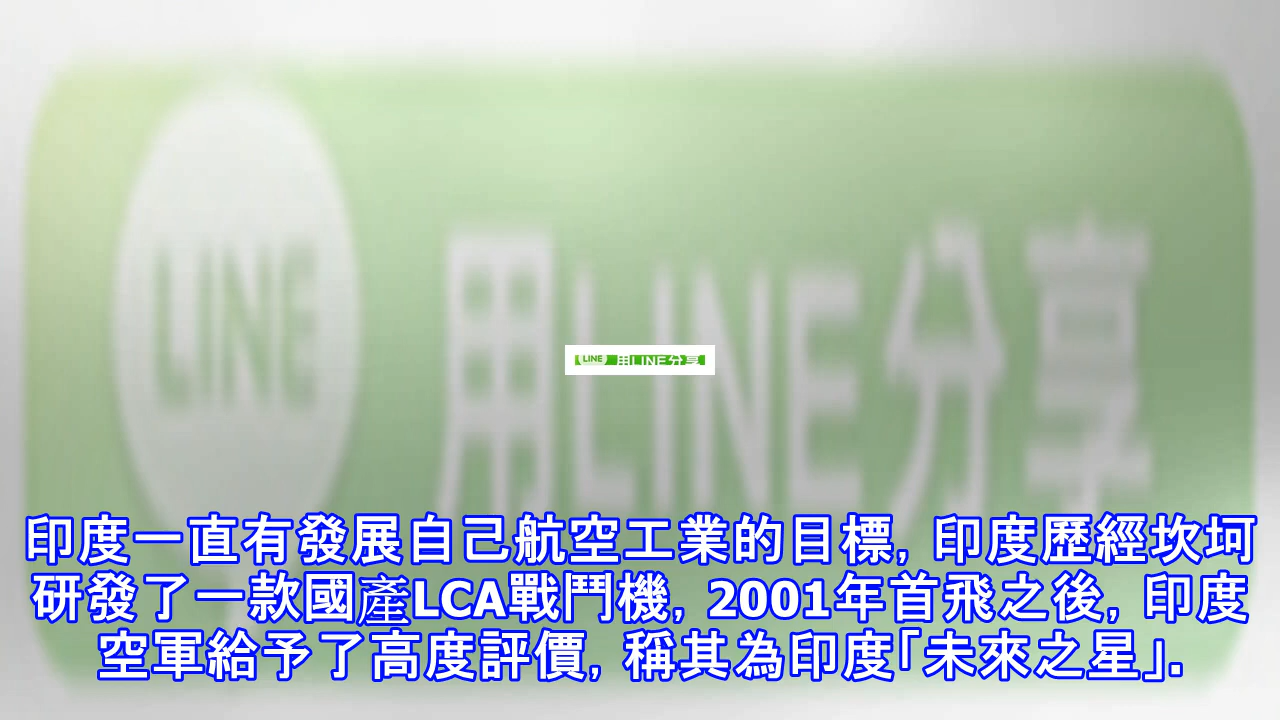 LINE
用LINE分享
LINE 用LINE分享
印度一直有發展自己航空工業的目標, 印度歷經坎坷
研發了一款國產LCA戰鬥機, 2001年首飛之後, 印度
空軍給予了高度評價, 稱其為印度「未來之星」.